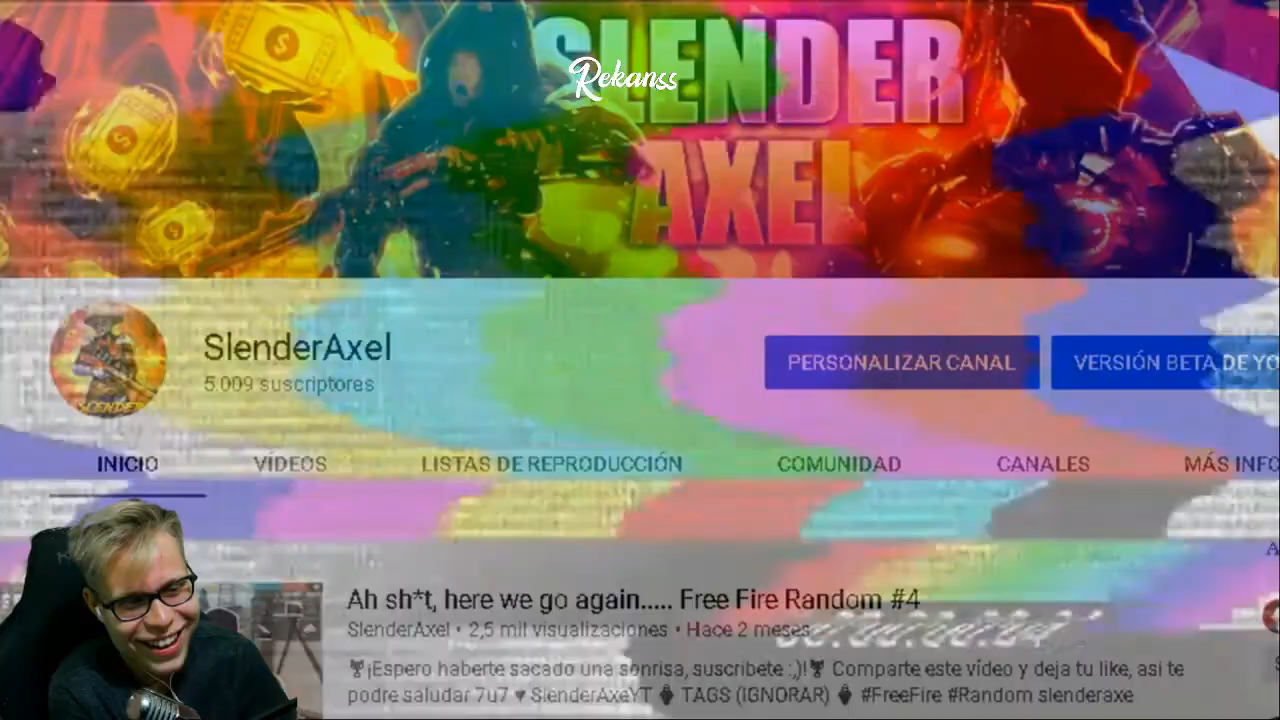 SLENDER
Rekanss
AXEL
SLENDER
SlenderAxel
5.009 suscriptores
PERSONALIZAR CANAL
VERSIÓN BETA DE YO
INICIO
VÍDEOS
LISTAS DE REPRODUCCIÓN
COMUNIDAD
CANALES
MÁS INFO
Ah sh*t, here we go again..... Free Fire Random #4
SlenderAxel • 2,5 mil visualizaciones • Hace 2 meses
¡Espero haberte sacado una sonrisa, suscribete :,)! Comparte este vídeo y deja tu like, asi te
podre saludar 7u7 ♥ SlenderAxeYT TAGS (IGNORAR) #FreeFire #Random slenderaxe